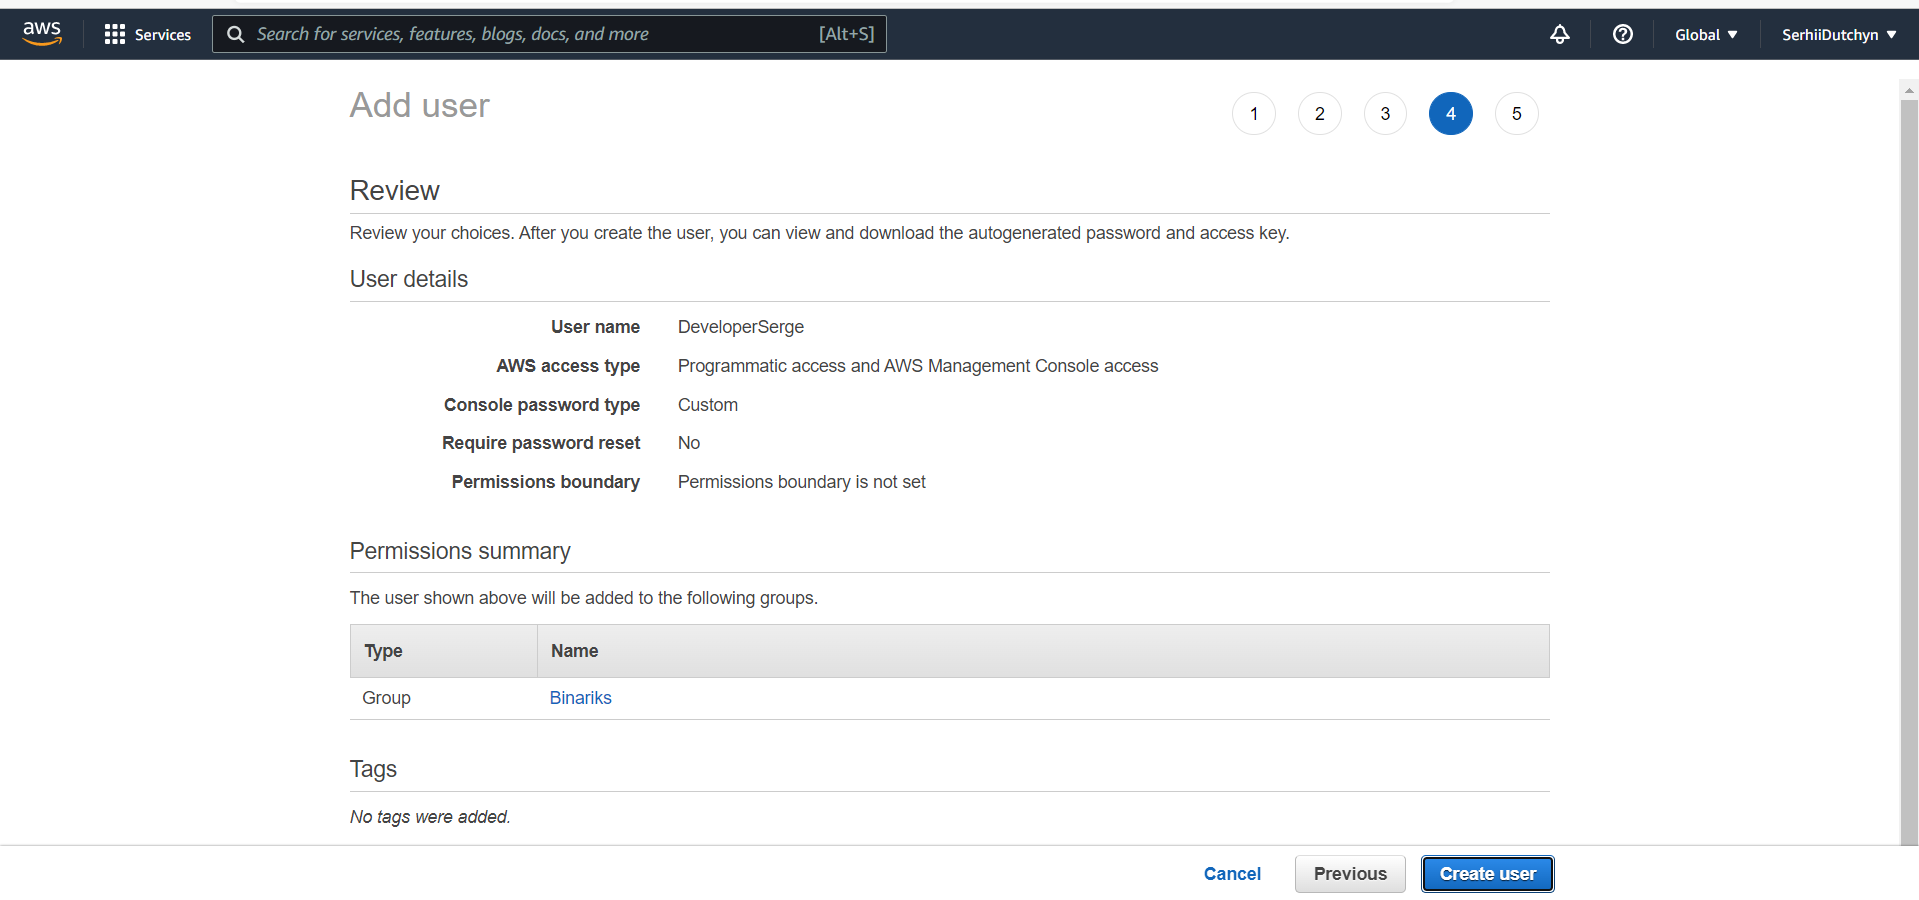 aws Services Search for services, features, blogs, docs, and more [Alt+S] Global SerhiiDutchyn
Add user 1 2 3 4 5
Review
Review your choices. After you create the user, you can view and download the autogenerated password and access key.
User details
User name DeveloperSerge
AWS access type Programmatic access and AWS Management Console access
Console password type Custom
Require password reset No
Permissions boundary Permissions boundary is not set
Permissions summary
The user shown above will be added to the following groups.
Type Name
Group Binariks
Tags
No tags were added.
Cancel Previous Create user